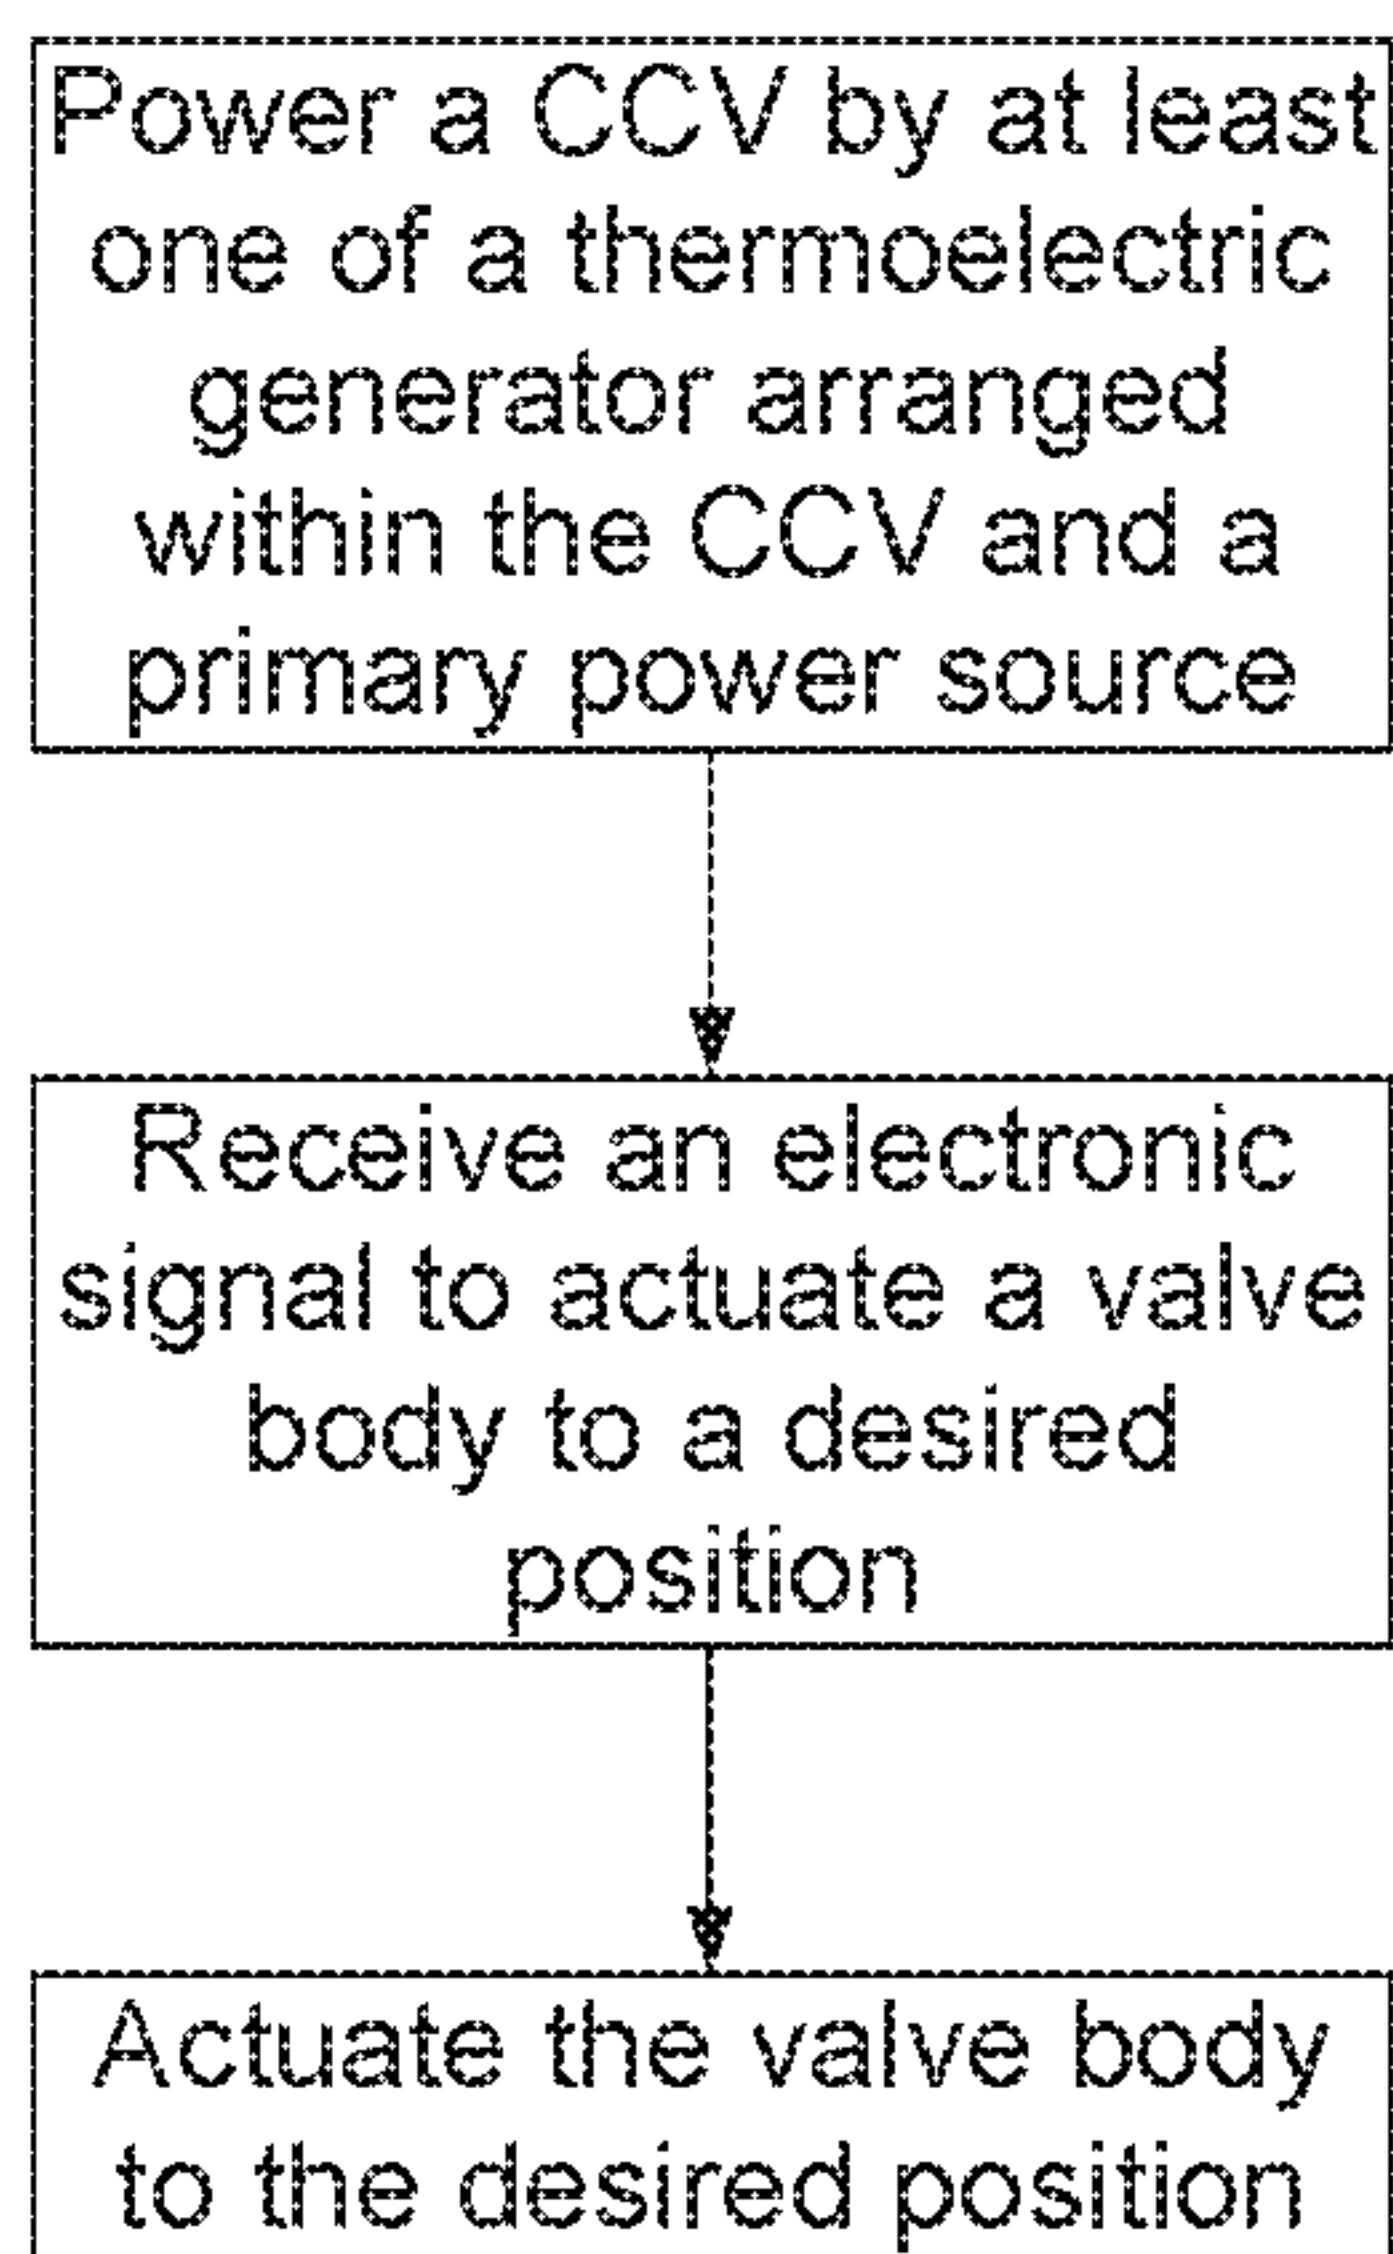 Power a CCV by at least
one of a thermoelectric
generator arranged
within the CCV and a
primary power source
Receive an electronic
signal to actuate a valve
body to a desired
position
Actuate the valve body
to the desired position